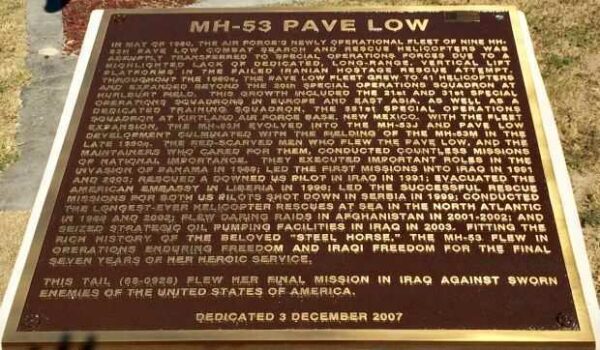 MH-53 PAVE LOW
IN MAY OF 1980, THE AIR FORCE'S NEWLY OPERATIONAL FLEET OF NINE HH-
53H PAVE LOW COMBAT SEARCH AND RESCUE HELICOPTERS WAS
ABRUPTLY TRANSFERRED TO SPECIAL OPERATIONS FORCES DUE TO A
HIGHLIGHTED LACK OF DEDICATED, LONG-RANGE, VERTICAL LIFT
PLATFORMS IN THE FAILED IRANIAN HOSTAGE RESCUE ATTEMPT.
THROUGHOUT THE 1980s, THE PAVE LOW FLEET GREW TO 41 HELICOPTERS
AND EXPANDED BEYOND THE 20th SPECIAL OPERATIONS SQUADRON AT
HURLBURT FIELD. THIS GROWTH INCLUDED THE 21st AND 31st SPECIAL
OPERATIONS SQUADRONS IN EUROPE AND EAST ASIA, AS WELL AS A
DEDICATED TRAINING SQUADRON, THE 551st SPECIAL OPERATIONS
SQUADRON AT KIRTLAND AIR FORCE BASE, NEW MEXICO. WITH THE FLEET
EXPANSION, THE MH-53H EVOLVED INTO THE MH-53J AND PAVE LOW
DEVELOPMENT CULMINATED WITH THE FIELDING OF THE MH-53M IN THE
LATE 1990s. THE RED-SCARVED MEN WHO FLEW THE PAVE LOW, AND THE
MAINTAINERS WHO CARED FOR THEM, CONDUCTED COUNTLESS MISSIONS
OF NATIONAL IMPORTANCE. THEY EXECUTED IMPORTANT ROLES IN THE
INVASION OF PANAMA IN 1989; LED THE FIRST MISSIONS INTO IRAQ IN 1991
AND 2003; RESCUED A DOWNED US PILOT IN IRAQ IN 1991; EVACUATED THE
AMERICAN EMBASSY IN LIBERIA IN 1996; LED THE SUCCESSFUL RESCUE
MISSIONS FOR BOTH US PILOTS SHOT DOWN IN SERBIA IN 1999; CONDUCTED
THE LONGEST-EVER HELICOPTER RESCUES AT SEA IN THE NORTH ATLANTIC
IN AND 2002; FLEW DARING RAIDS IN AFGHANISTAN IN 2001-2002; AND
SEIZED STRATEGIC OIL PUMPING FACILITIES IN IRAQ IN 2003. FITTING THE
RICH HISTORY OF THE BELOVED "STEEL HORSE," THE MH-53 FLEW IN
OPERATIONS ENDURING FREEDOM AND IRAQI FREEDOM FOR THE FINAL
SEVEN YEARS OF HER HEROIC SERVICE.
THIS TAIL (68-0928) FLEW HER FINAL MISSION IN IRAQ AGAINST SWORN
ENEMIES OF THE UNITED STATES OF AMERICA.
DEDICATED 3 DECEMBER 2007